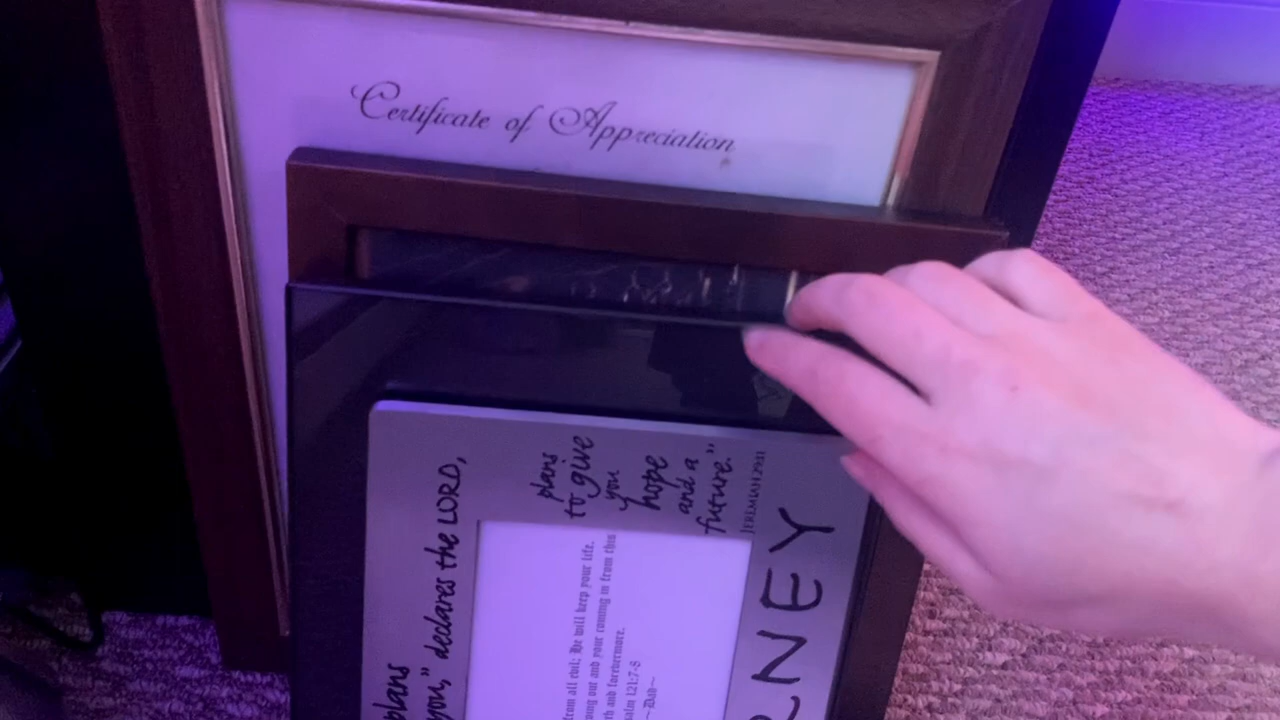 Certificate of Appreciation
plans
you," declares the LORD,
plans
to give
you
hope
and a
future."
JEREMIAH 29:11
from all evil; He will keep your life.
going out and your coming in from this
and forevermore.
Psalm 121:7-8
~Dad~
RNEY